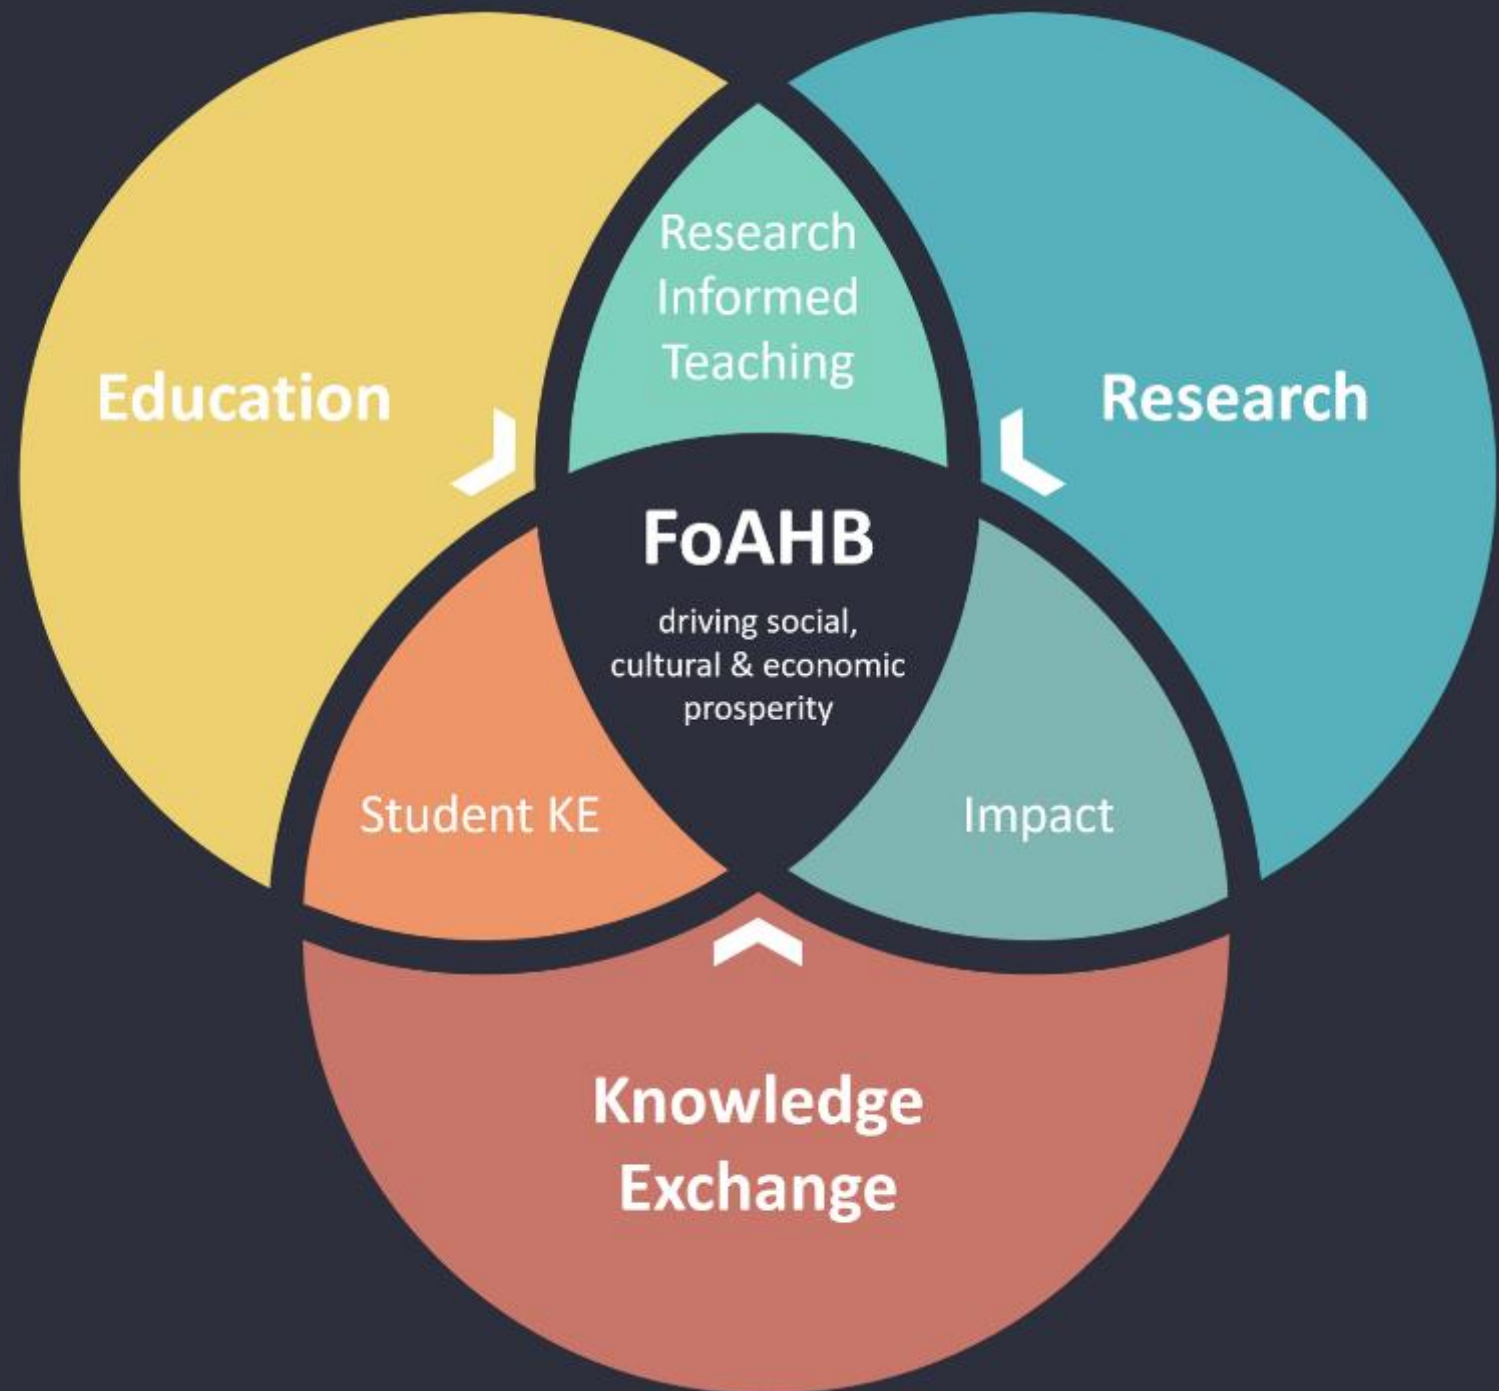 Research
Informed
Teaching
Education
Research
FoAHB
driving social,
cultural & economic
prosperity
Student KE
Impact
Knowledge
Exchange